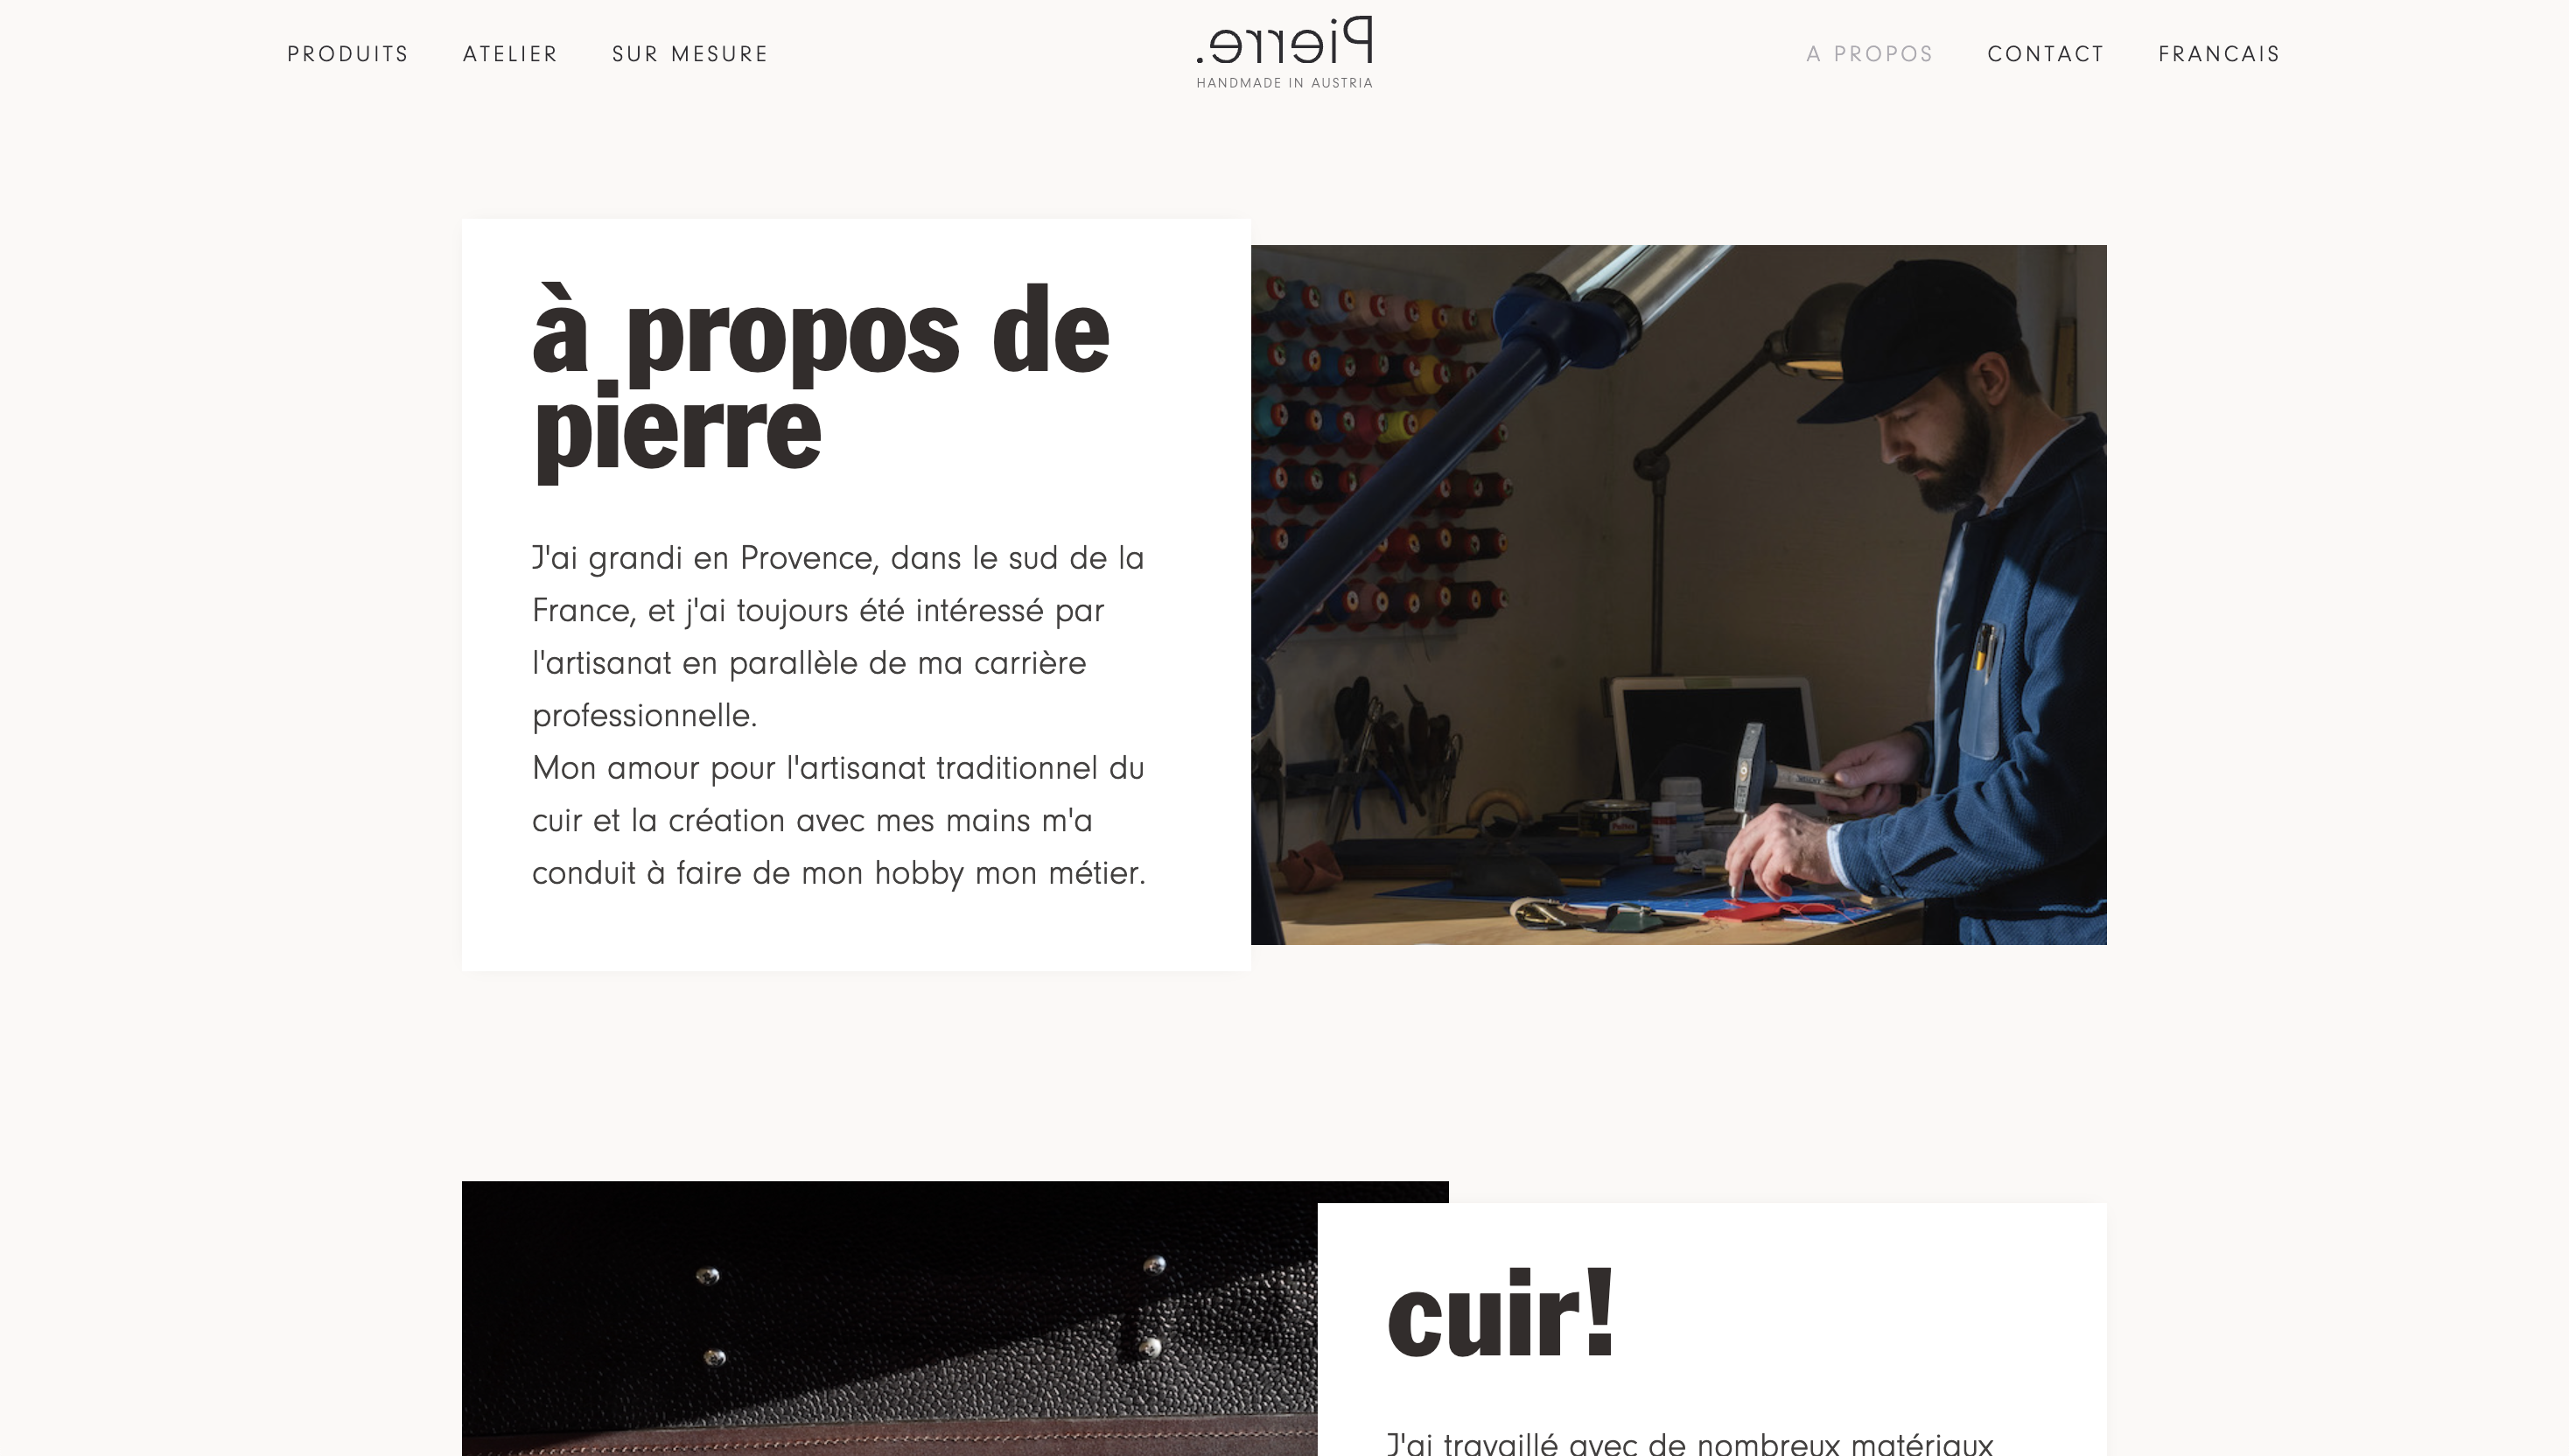 PRODUITS ATELIER SUR MESURE Pierre. A PROPOS CONTACT FRANCAIS
HANDMADE IN AUSTRIA
à propos de
pierre
J'ai grandi en Provence, dans le sud de la
France, et j'ai toujours été intéressé par
l'artisanat en parallèle de ma carrière
professionnelle.
Mon amour pour l'artisanat traditionnel du
cuir et la création avec mes mains m'a
conduit à faire de mon hobby mon métier.
cuir!
J'ai travaillé avec de nombreux matériaux